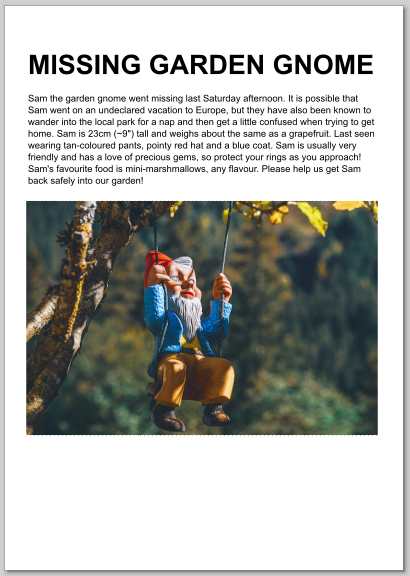 MISSING GARDEN GNOME
Sam the garden gnome went missing last Saturday afternoon. It is possible that
Sam went on an undeclared vacation to Europe, but they have also been known to
wander into the local park for a nap and then get a little confused when trying to get
home. Sam is 23cm (~9") tall and weighs about the same as a grapefruit. Last seen
wearing tan-coloured pants, pointy red hat and a blue coat. Sam is usually very
friendly and has a love of precious gems, so protect your rings as you approach!
Sam's favourite food is mini-marshmallows, any flavour. Please help us get Sam
back safely into our garden!